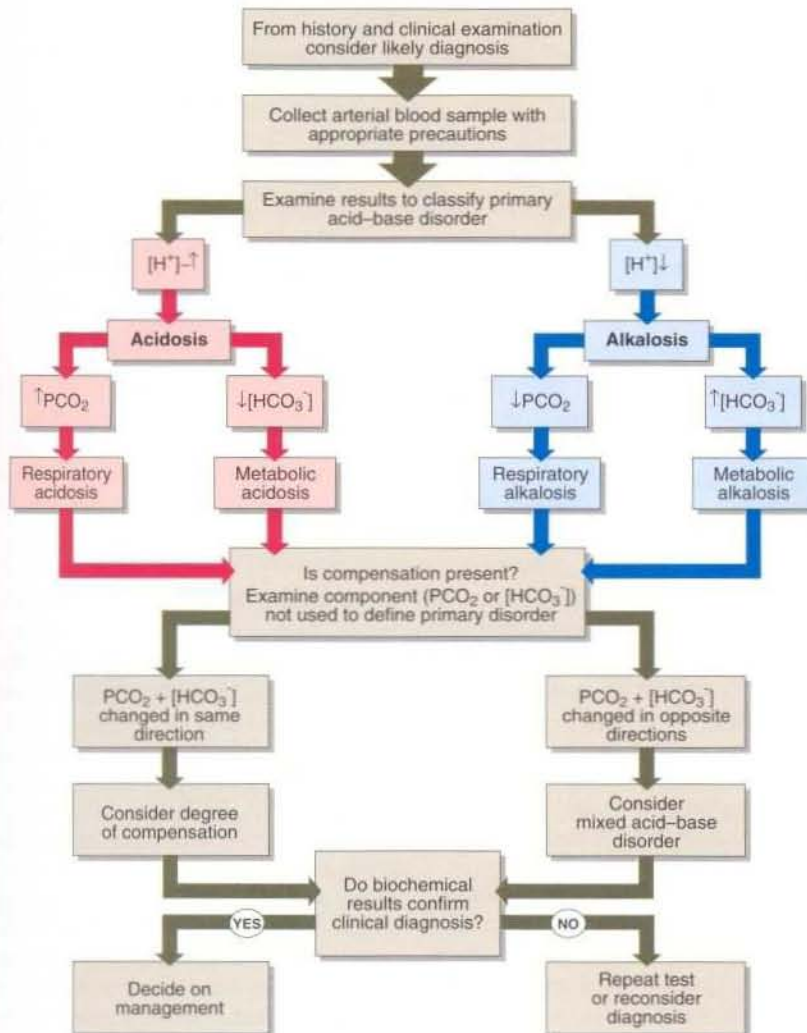 From history and clinical examination
consider likely diagnosis
Collect arterial blood sample with
appropriate precautions
Examine results to classify primary
acid–base disorder
[H⁺]–↑
[H⁺]↓
Acidosis
Alkalosis
↑PCO₂
↓[HCO₃⁻]
↓PCO₂
↑[HCO₃⁻]
Respiratory
acidosis
Metabolic
acidosis
Respiratory
alkalosis
Metabolic
alkalosis
Is compensation present?
Examine component (PCO₂ or [HCO₃⁻])
not used to define primary disorder
PCO₂ + [HCO₃⁻]
changed in same
direction
PCO₂ + [HCO₃⁻]
changed in opposite
directions
Consider degree
of compensation
Consider
mixed acid–base
disorder
Do biochemical
results confirm
clinical diagnosis?
YES
NO
Decide on
management
Repeat test
or reconsider
diagnosis